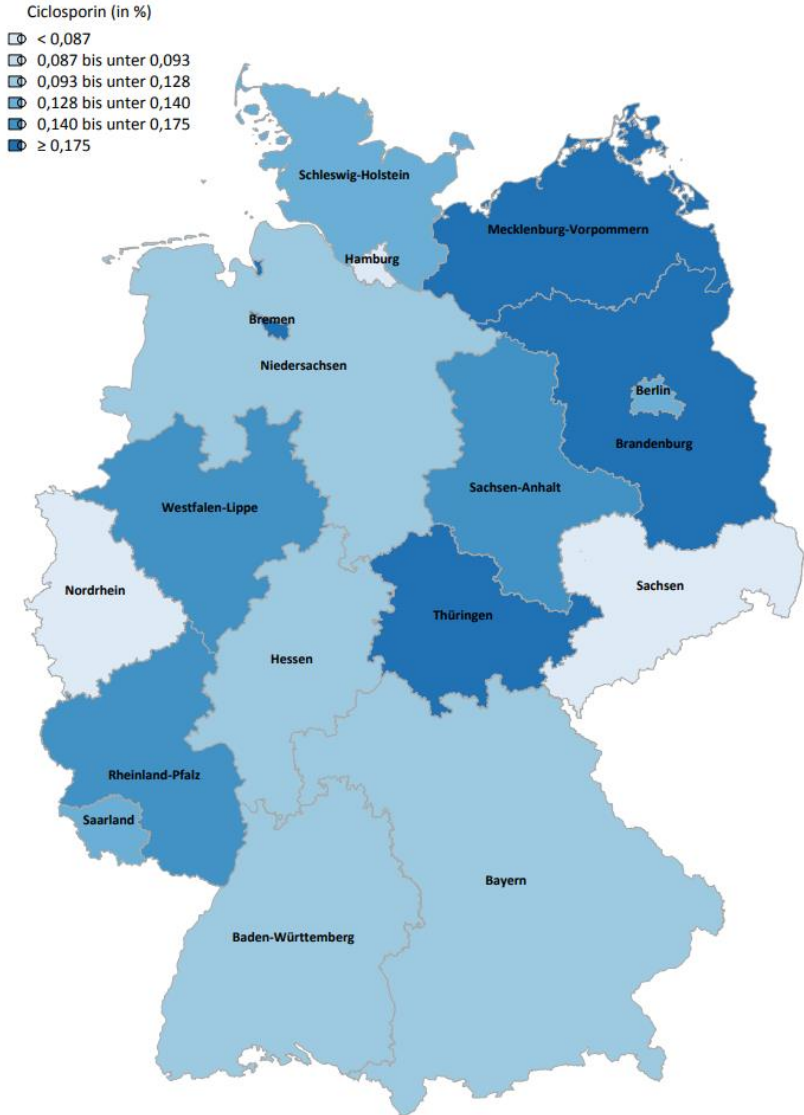 Ciclosporin (in %)
< 0,087
0,087 bis unter 0,093
0,093 bis unter 0,128
0,128 bis unter 0,140
0,140 bis unter 0,175
≥ 0,175
Schleswig-Holstein
Mecklenburg-Vorpommern
Hamburg
Bremen
Niedersachsen
Berlin
Brandenburg
Sachsen-Anhalt
Westfalen-Lippe
Nordrhein
Sachsen
Thüringen
Hessen
Rheinland-Pfalz
Saarland
Bayern
Baden-Württemberg